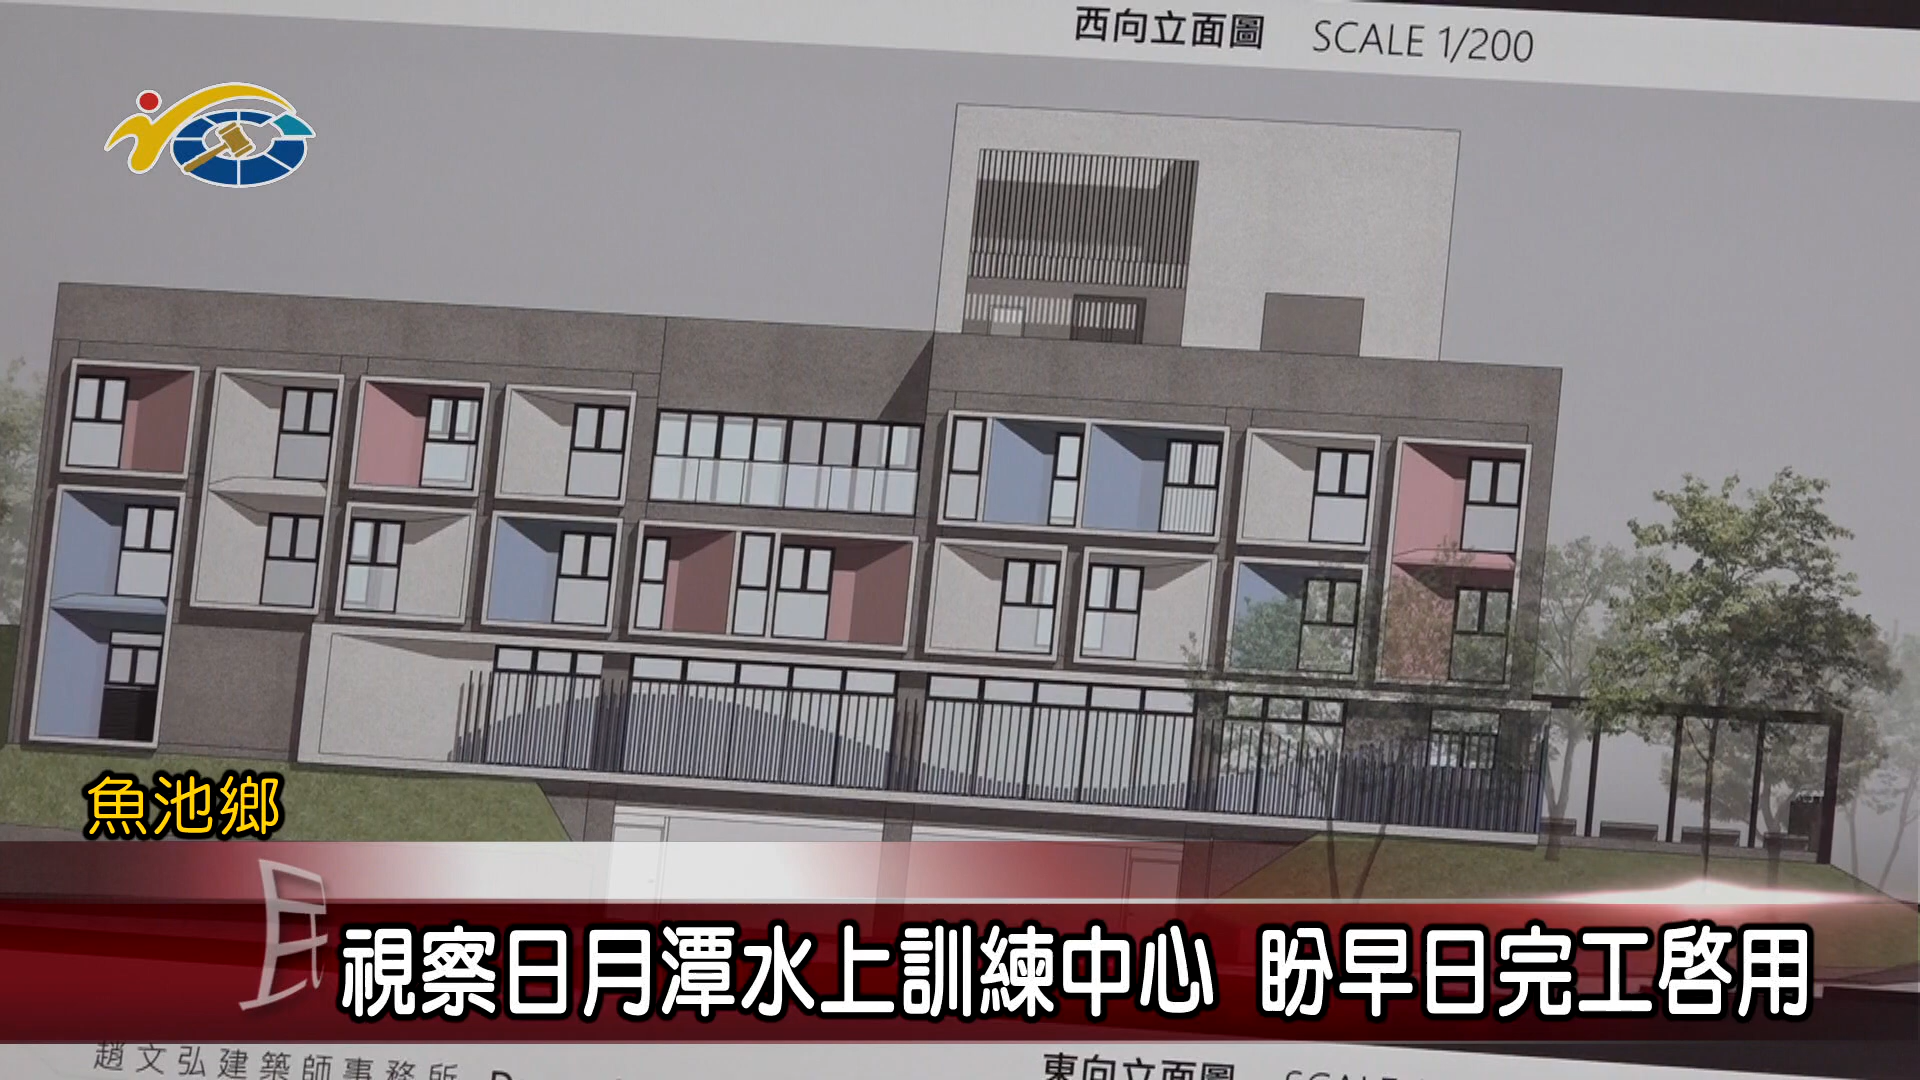 西向立面圖 SCALE 1/200
魚池鄉
視察日月潭水上訓練中心 盼早日完工啓用
趙文弘建築師事務所
東向立面圖